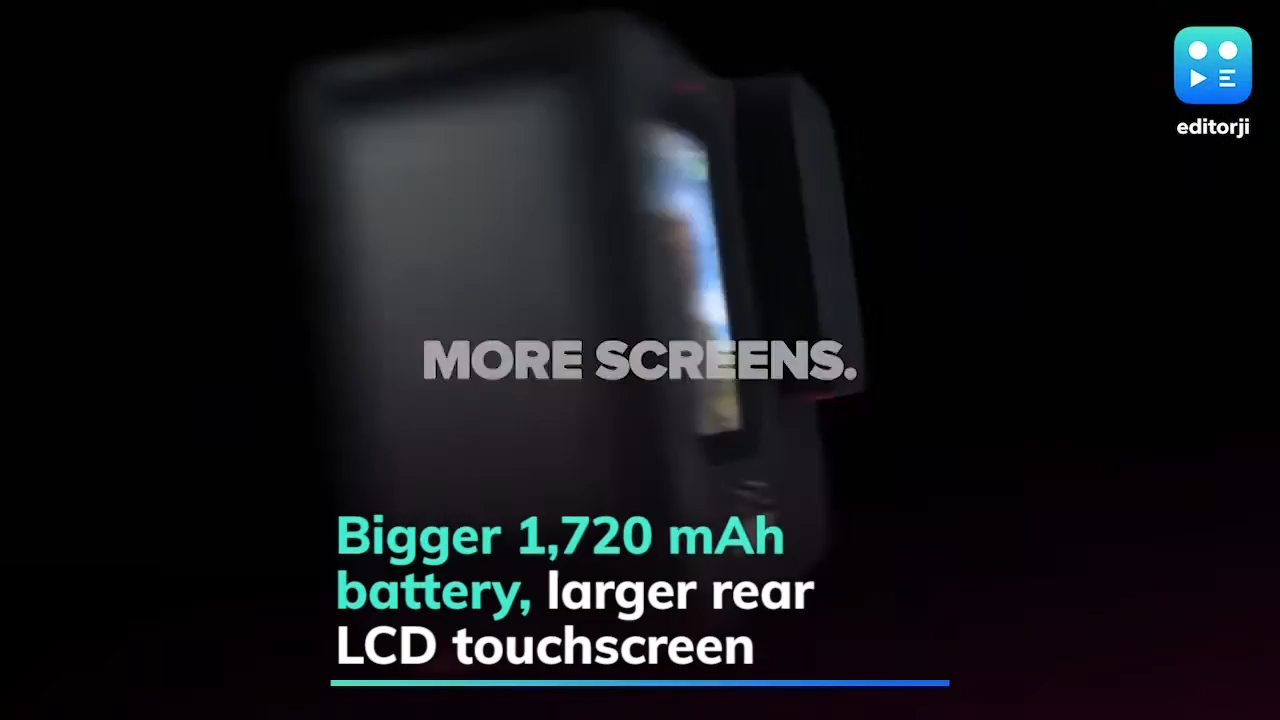 editorji
MORE SCREENS.
Bigger 1,720 mAh
battery, larger rear
LCD touchscreen